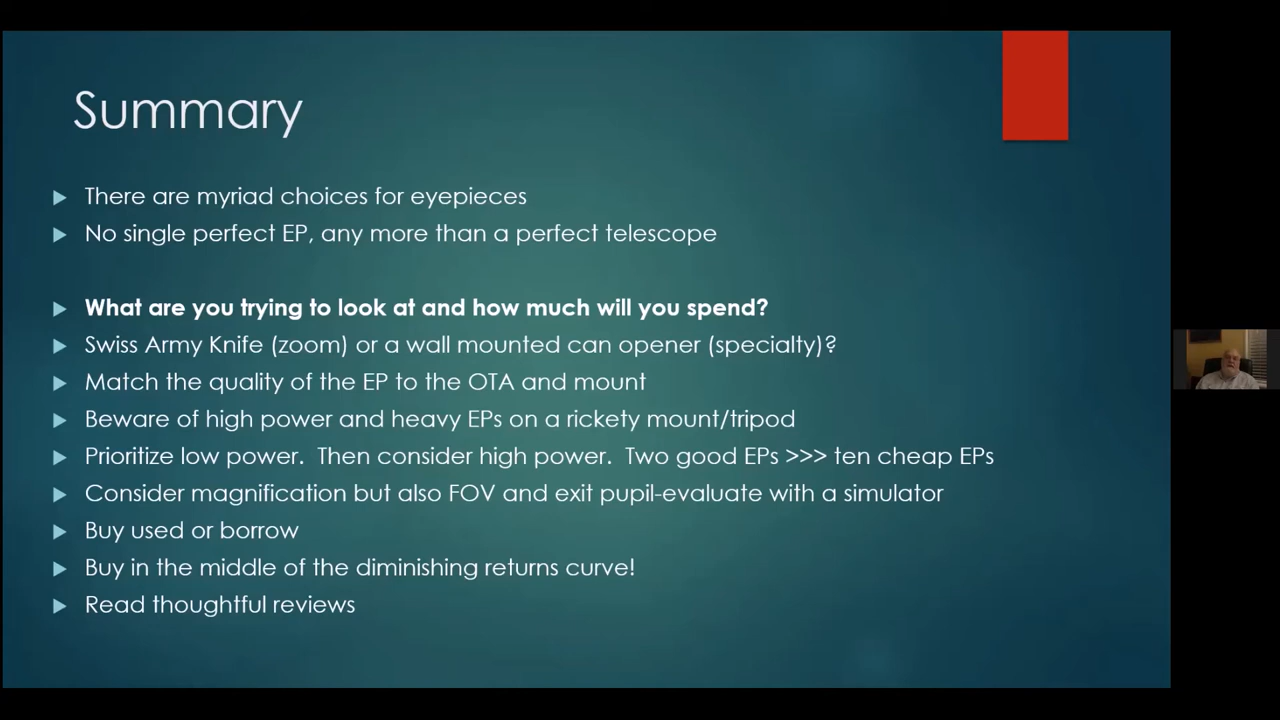 Summary
There are myriad choices for eyepieces
No single perfect EP, any more than a perfect telescope
What are you trying to look at and how much will you spend?
Swiss Army Knife (zoom) or a wall mounted can opener (specialty)?
Match the quality of the EP to the OTA and mount
Beware of high power and heavy EPs on a rickety mount/tripod
Prioritize low power.  Then consider high power.  Two good EPs >>> ten cheap EPs
Consider magnification but also FOV and exit pupil-evaluate with a simulator
Buy used or borrow
Buy in the middle of the diminishing returns curve!
Read thoughtful reviews